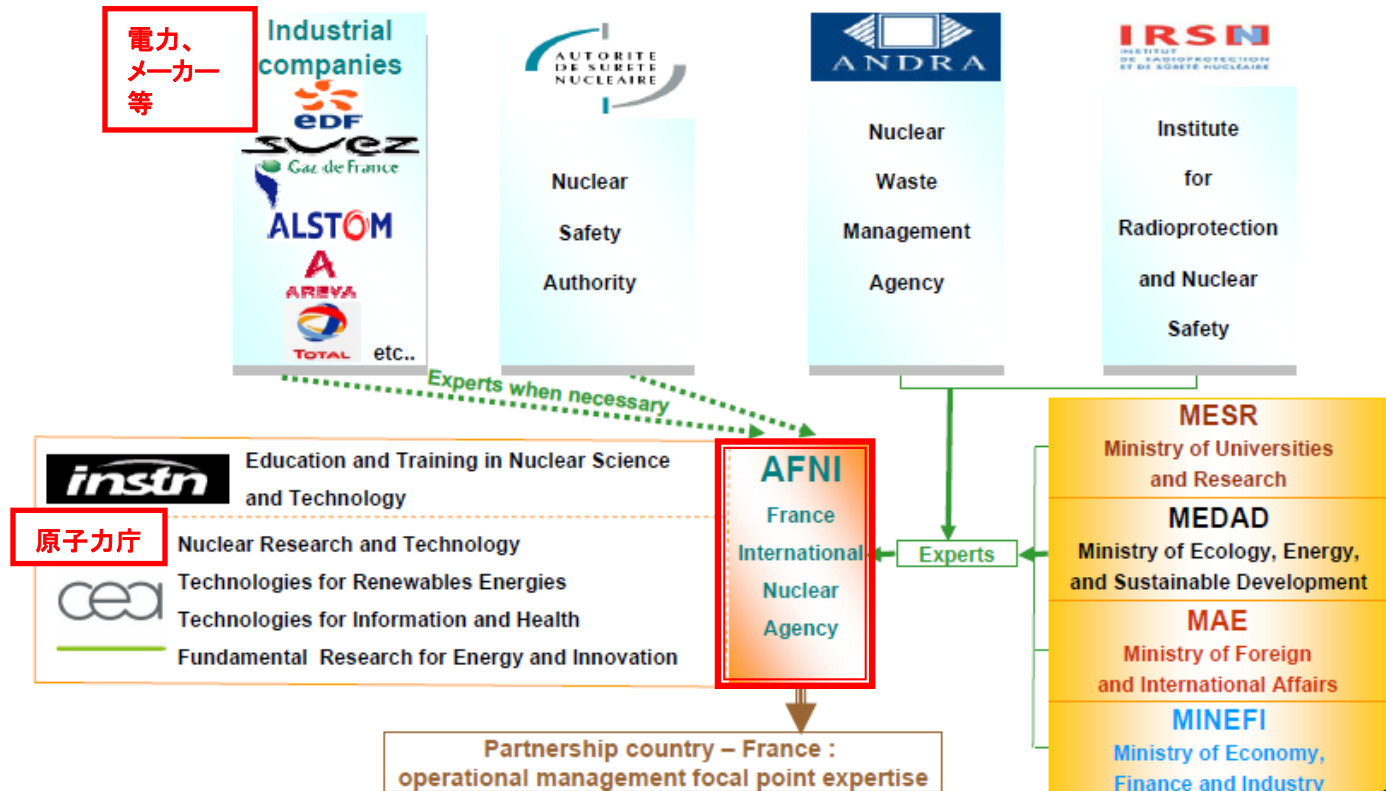 電力、
メーカー
等
Industrial
companies
eDF
SUEZ
Gaz de France
ALSTOM
A
AREVA
TOTAL etc..
AUTORITE
DE SURETE
NUCLEAIRE
Nuclear
Safety
Authority
ANDRA
Nuclear
Waste
Management
Agency
IRSN
INSTITUT
DE RADIOPROTECTION
ET DE SÛRETÉ NUCLÉAIRE
Institute
for
Radioprotection
and Nuclear
Safety
Experts when necessary
instn
Education and Training in Nuclear Science
and Technology
原子力庁
cea
Nuclear Research and Technology
Technologies for Renewables Energies
Technologies for Information and Health
Fundamental Research for Energy and Innovation
AFNI
France
International
Nuclear
Agency
Experts
MESR
Ministry of Universities
and Research
MEDAD
Ministry of Ecology, Energy,
and Sustainable Development
MAE
Ministry of Foreign
and International Affairs
MINEFI
Ministry of Economy,
Finance and Industry
Partnership country – France :
operational management focal point expertise